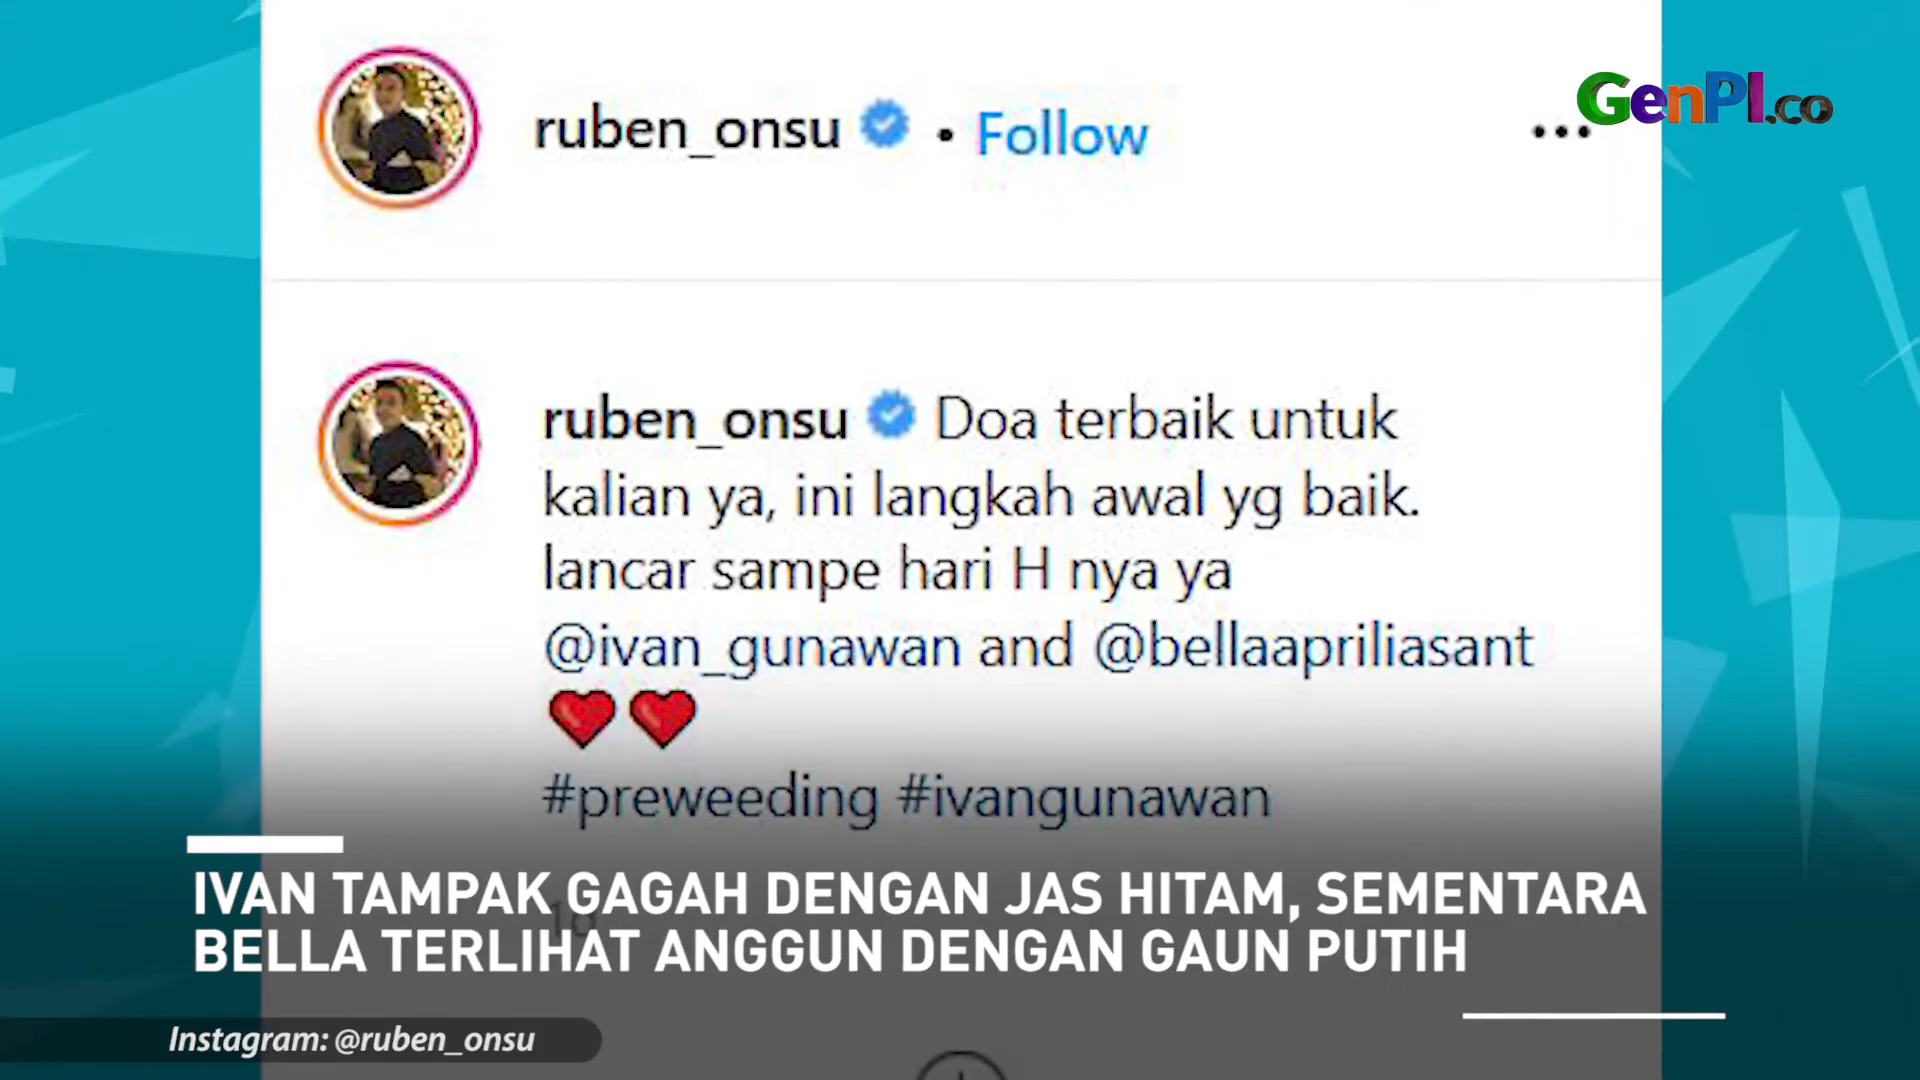 GenPI.co
ruben_onsu • Follow
ruben_onsu Doa terbaik untuk
kalian ya, ini langkah awal yg baik.
lancar sampe hari H nya ya
@ivan_gunawan and @bellaapriliasant
❤️❤️
#preweeding #ivangunawan
IVAN TAMPAK GAGAH DENGAN JAS HITAM, SEMENTARA
BELLA TERLIHAT ANGGUN DENGAN GAUN PUTIH
Instagram: @ruben_onsu